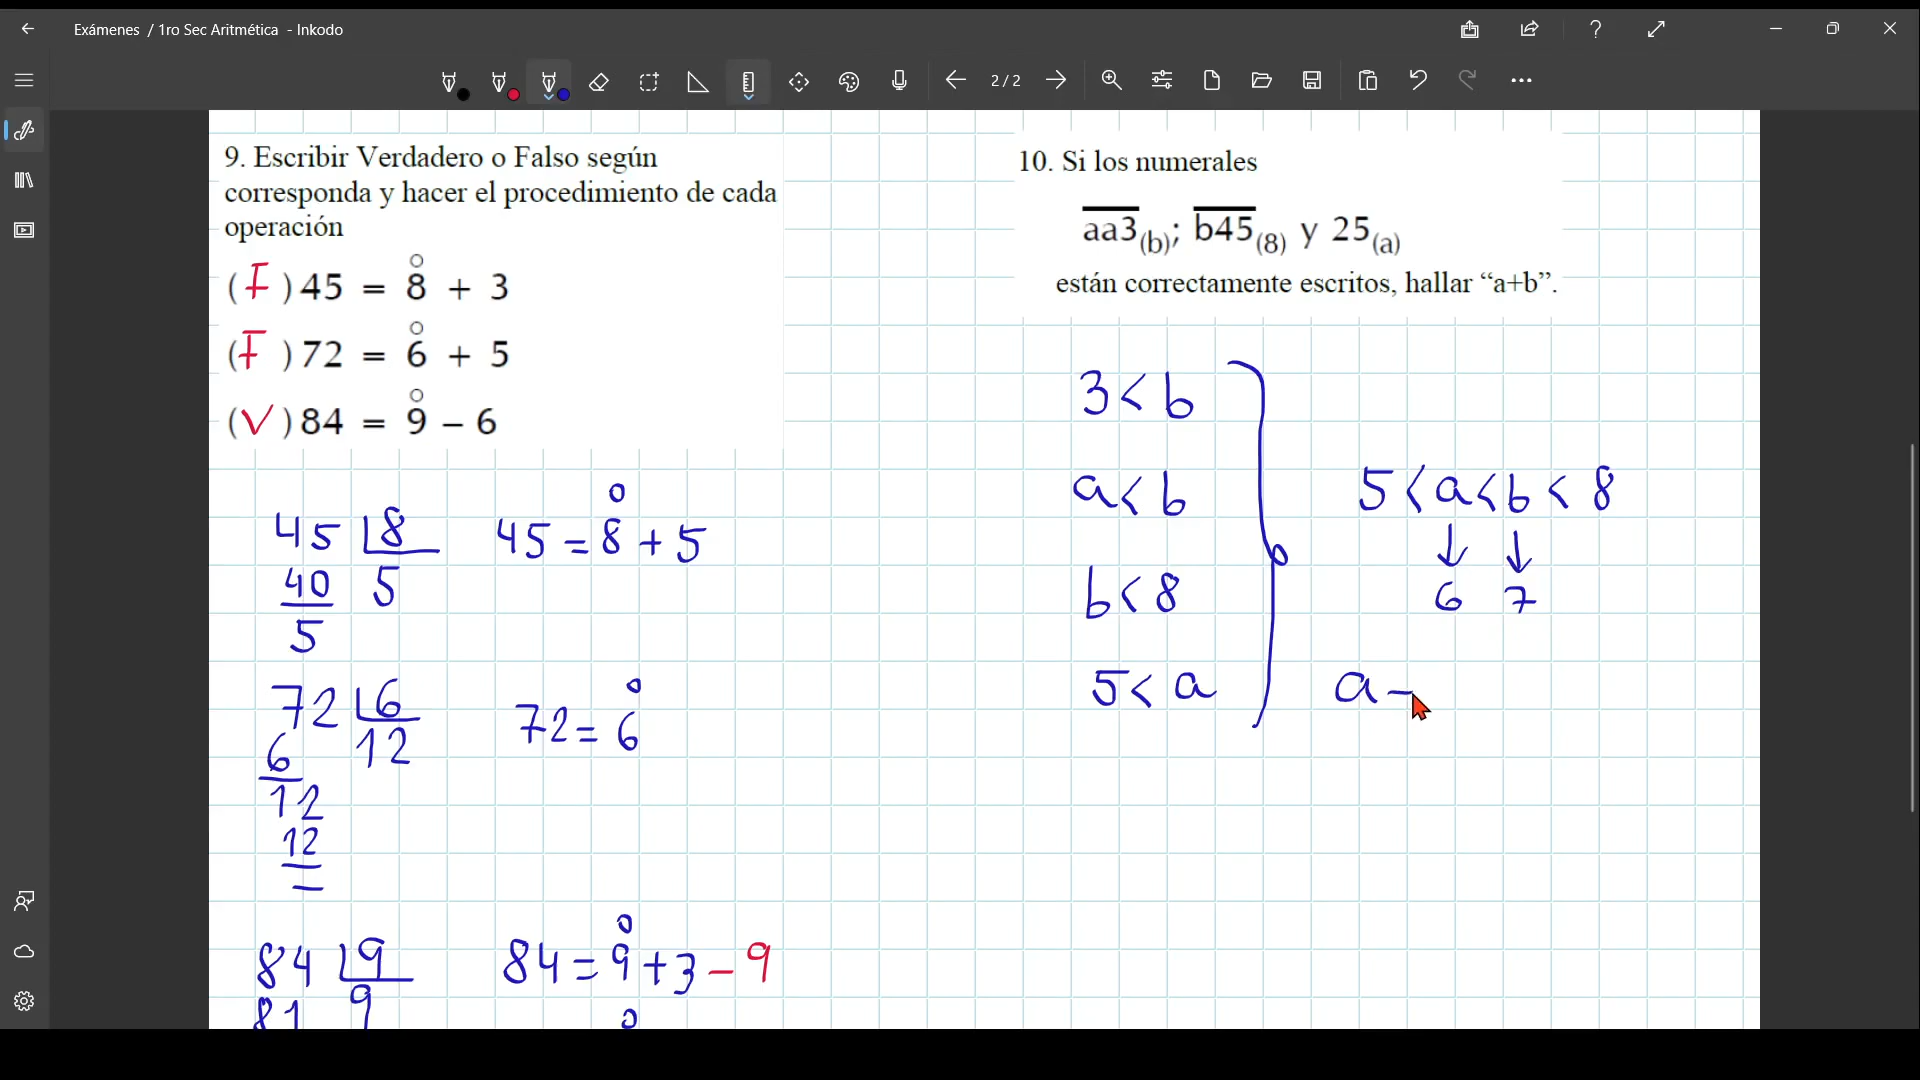 Exámenes / 1ro Sec Aritmética - Inkodo
2 / 2
9. Escribir Verdadero o Falso según
corresponda y hacer el procedimiento de cada
operación
( F ) 45 = 8̊ + 3
( F ) 72 = 6̊ + 5
( V ) 84 = 9̊ – 6
45 | 8
40 5
5
45 = 8̊ + 5
72 | 6
6 12
12
12
72 = 6̊
84 | 9
81 9
84 = 9̊ + 3 - 9
10. Si los numerales
aa3(b); b45(8) y 25(a)
están correctamente escritos, hallar “a+b”.
3 < b
a < b
b < 8
5 < a
5 < a < b < 8
↓ ↓
6 7
a -